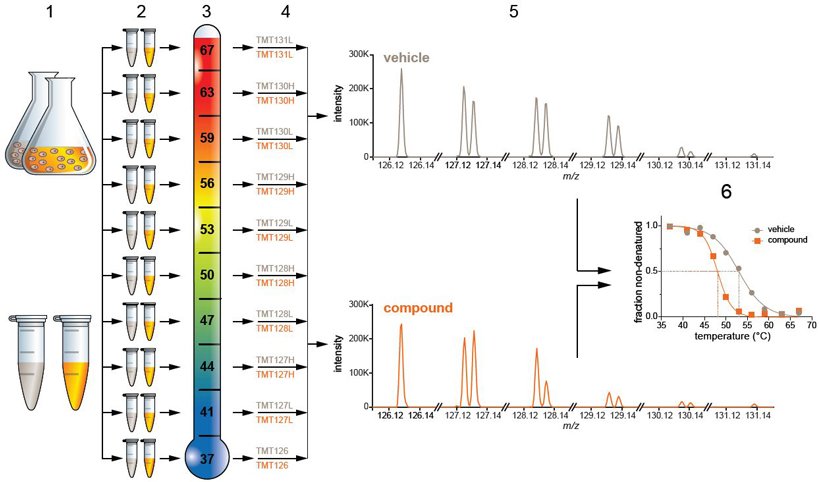 1
2
3
4
5
67
TMT131L
TMT131L
63
TMT130H
TMT130H
59
TMT130L
TMT130L
56
TMT129H
TMT129H
53
TMT129L
TMT129L
50
TMT128H
TMT128H
47
TMT128L
TMT128L
44
TMT127H
TMT127H
41
TMT127L
TMT127L
37
TMT126
TMT126
vehicle
intensity
300K
200K
100K
0
126.12 126.14 127.12 127.14 128.12 128.14 129.12 129.14 130.12 130.14 131.12 131.14
m/z
compound
intensity
300K
200K
100K
0
126.12 126.14 127.12 127.14 128.12 128.14 129.12 129.14 130.12 130.14 131.12 131.14
m/z
6
vehicle
compound
fraction non-denatured
1.0
0.5
0.0
35 40 45 50 55 60 65 70
temperature (°C)